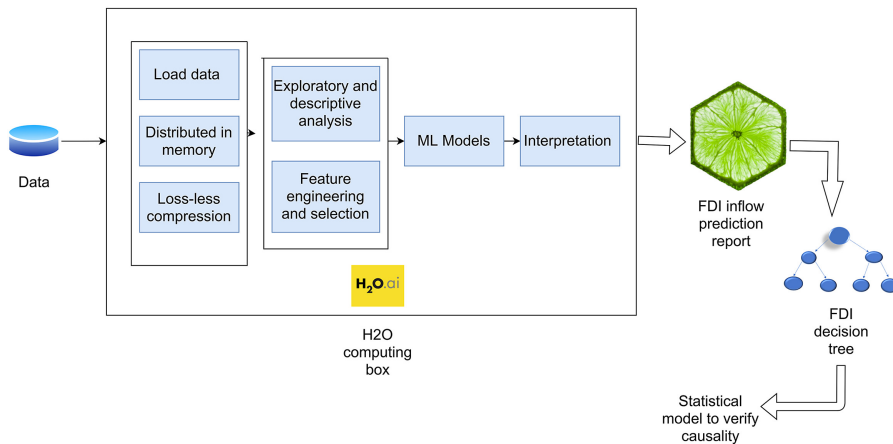 Data
Load data
Distributed in
memory
Loss-less
compression
Exploratory and
descriptive
analysis
Feature
engineering
and selection
ML Models
Interpretation
H2O.ai
H2O
computing
box
FDI inflow
prediction
report
FDI
decision
tree
Statistical
model to verify
causality